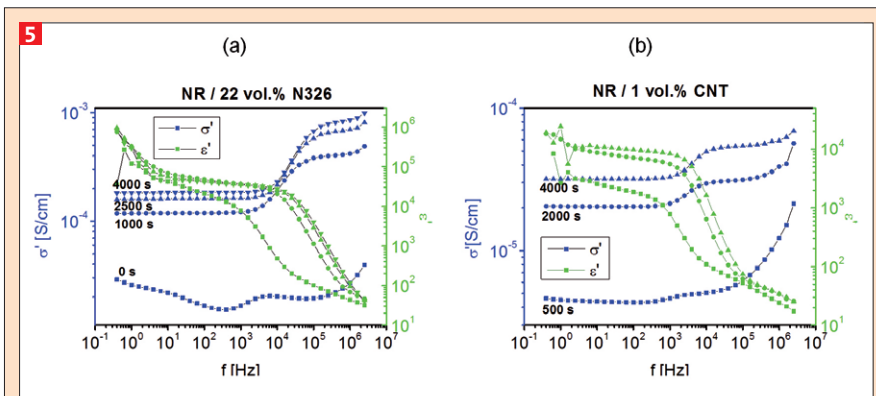 5
(a)
(b)
NR / 22 vol.% N326
NR / 1 vol.% CNT
10⁻³
10⁻⁴
σ'[S/cm]
σ'
ε'
4000 s
2500 s
1000 s
0 s
10⁶
10⁵
10⁴
10³
10²
10¹
ε'
10⁻¹ 10⁰ 10¹ 10² 10³ 10⁴ 10⁵ 10⁶ 10⁷
f [Hz]
10⁻⁴
10⁻⁵
σ'[S/cm]
4000 s
2000 s
σ'
ε'
500 s
10⁴
10³
10²
10¹
ε'
10⁻¹ 10⁰ 10¹ 10² 10³ 10⁴ 10⁵ 10⁶ 10⁷
f [Hz]